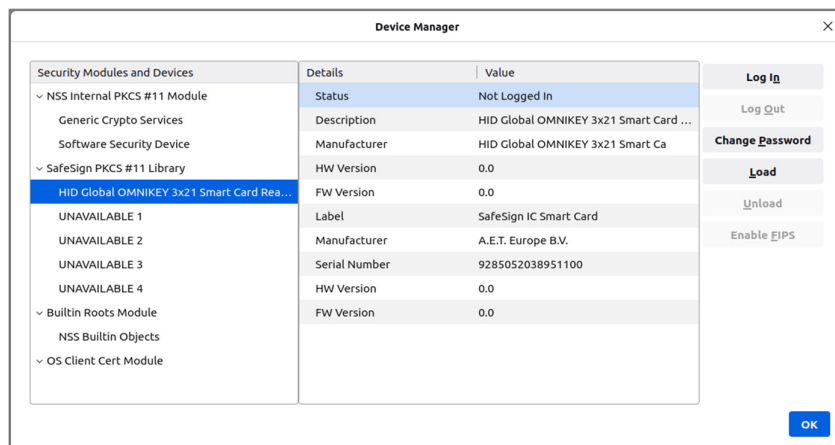 Device Manager
Security Modules and Devices
Details Value
Log In
NSS Internal PKCS #11 Module
Status Not Logged In
Log Out
Generic Crypto Services
Description HID Global OMNIKEY 3x21 Smart Card ...
Software Security Device
Manufacturer HID Global OMNIKEY 3x21 Smart Ca
Change Password
SafeSign PKCS #11 Library
HW Version 0.0
Load
HID Global OMNIKEY 3x21 Smart Card Rea...
FW Version 0.0
Unload
UNAVAILABLE 1
Label SafeSign IC Smart Card
Enable FIPS
UNAVAILABLE 2
Manufacturer A.E.T. Europe B.V.
UNAVAILABLE 3
Serial Number 9285052038951100
UNAVAILABLE 4
HW Version 0.0
Builtin Roots Module
FW Version 0.0
NSS Builtin Objects
OS Client Cert Module
OK